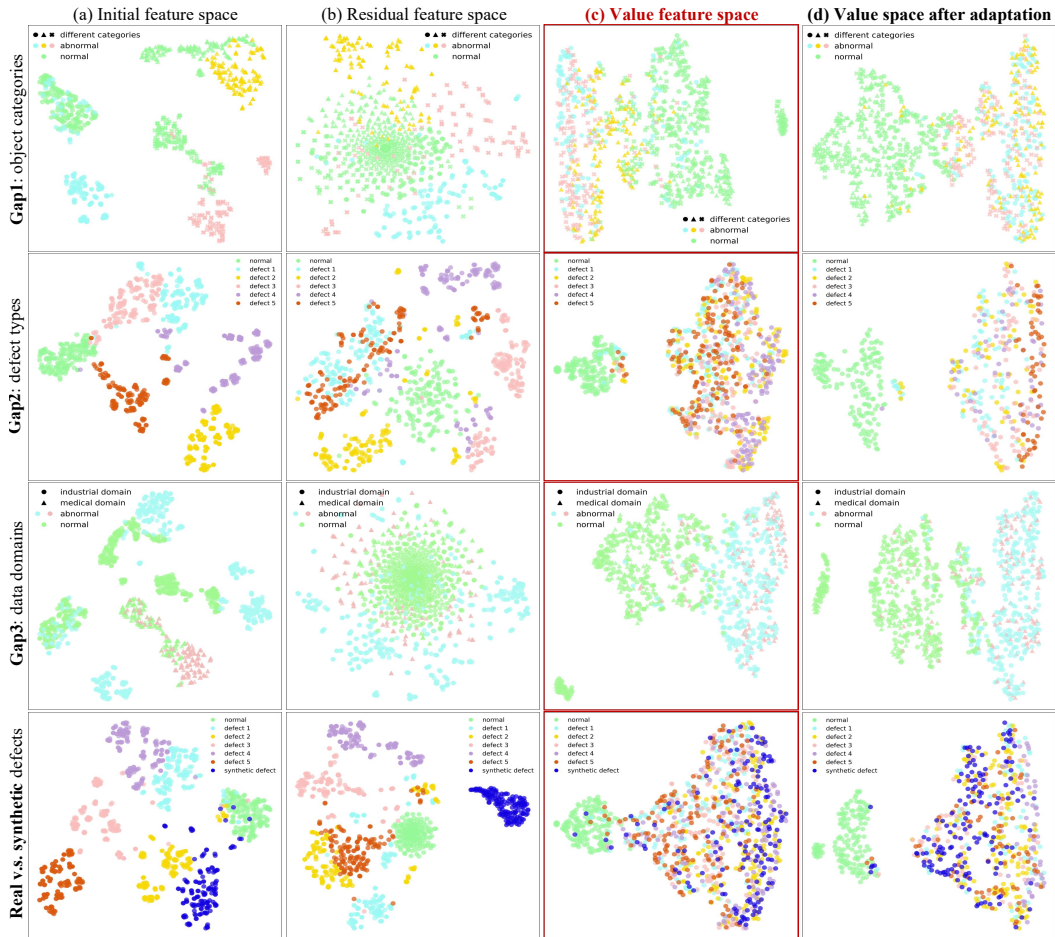 (a) Initial feature space
(b) Residual feature space
(c) Value feature space
(d) Value space after adaptation
Gap1: object categories
different categories
abnormal
normal
different categories
abnormal
normal
different categories
abnormal
normal
different categories
abnormal
normal
Gap2: defect types
normal
defect 1
defect 2
defect 3
defect 4
defect 5
normal
defect 1
defect 2
defect 3
defect 4
defect 5
normal
defect 1
defect 2
defect 3
defect 4
defect 5
normal
defect 1
defect 2
defect 3
defect 4
defect 5
Gap3: data domains
industrial domain
medical domain
abnormal
normal
industrial domain
medical domain
abnormal
normal
industrial domain
medical domain
abnormal
normal
industrial domain
medical domain
abnormal
normal
Real v.s. synthetic defects
normal
defect 1
defect 2
defect 3
defect 4
defect 5
synthetic defect
normal
defect 1
defect 2
defect 3
defect 4
defect 5
synthetic defect
normal
defect 1
defect 2
defect 3
defect 4
defect 5
synthetic defect
normal
defect 1
defect 2
defect 3
defect 4
defect 5
synthetic defect